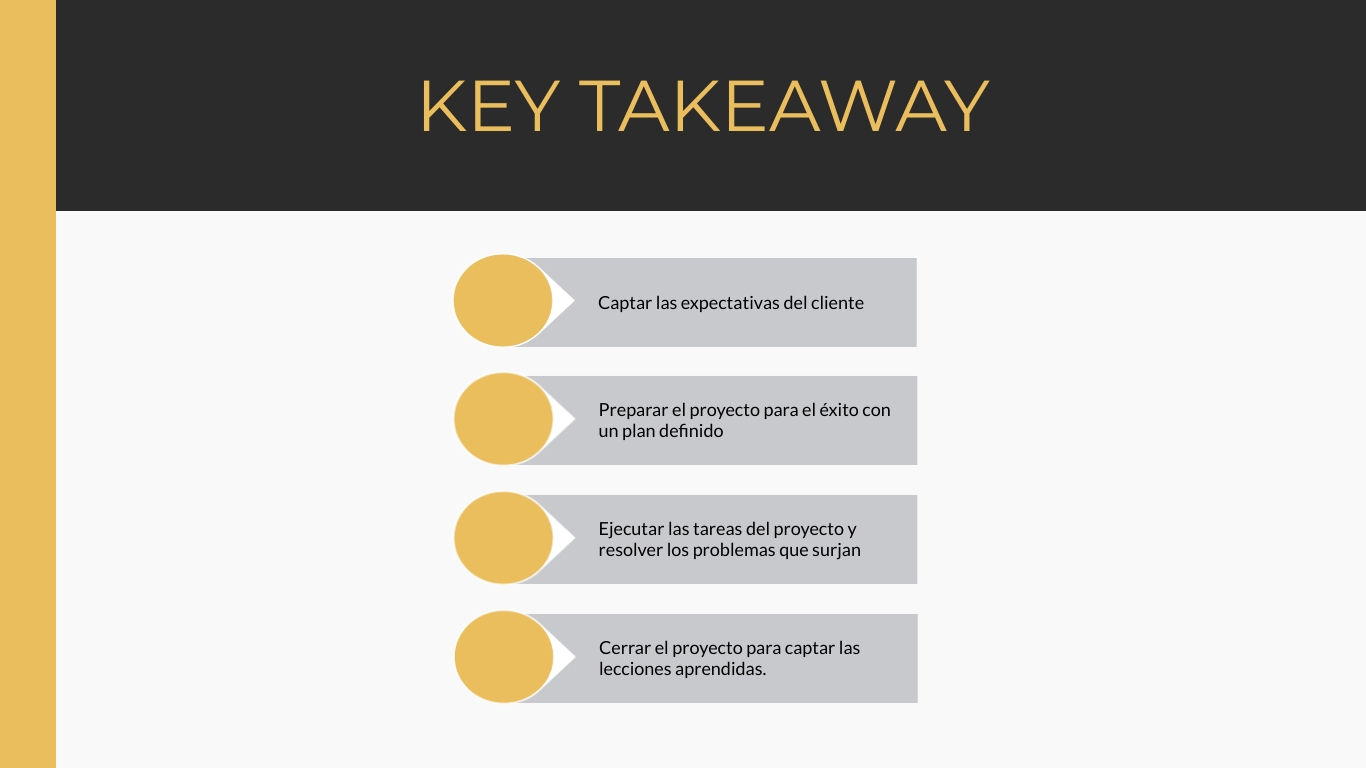 KEY TAKEAWAY
Captar las expectativas del cliente
Preparar el proyecto para el éxito con
un plan definido
Ejecutar las tareas del proyecto y
resolver los problemas que surjan
Cerrar el proyecto para captar las
lecciones aprendidas.